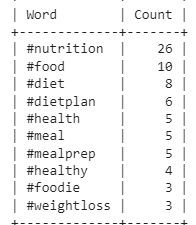 | Word | Count |
+-------------+-------+
| #nutrition | 26 |
| #food | 10 |
| #diet | 8 |
| #dietplan | 6 |
| #health | 5 |
| #meal | 5 |
| #mealprep | 5 |
| #healthy | 4 |
| #foodie | 3 |
| #weightloss | 3 |
+-------------+-------+